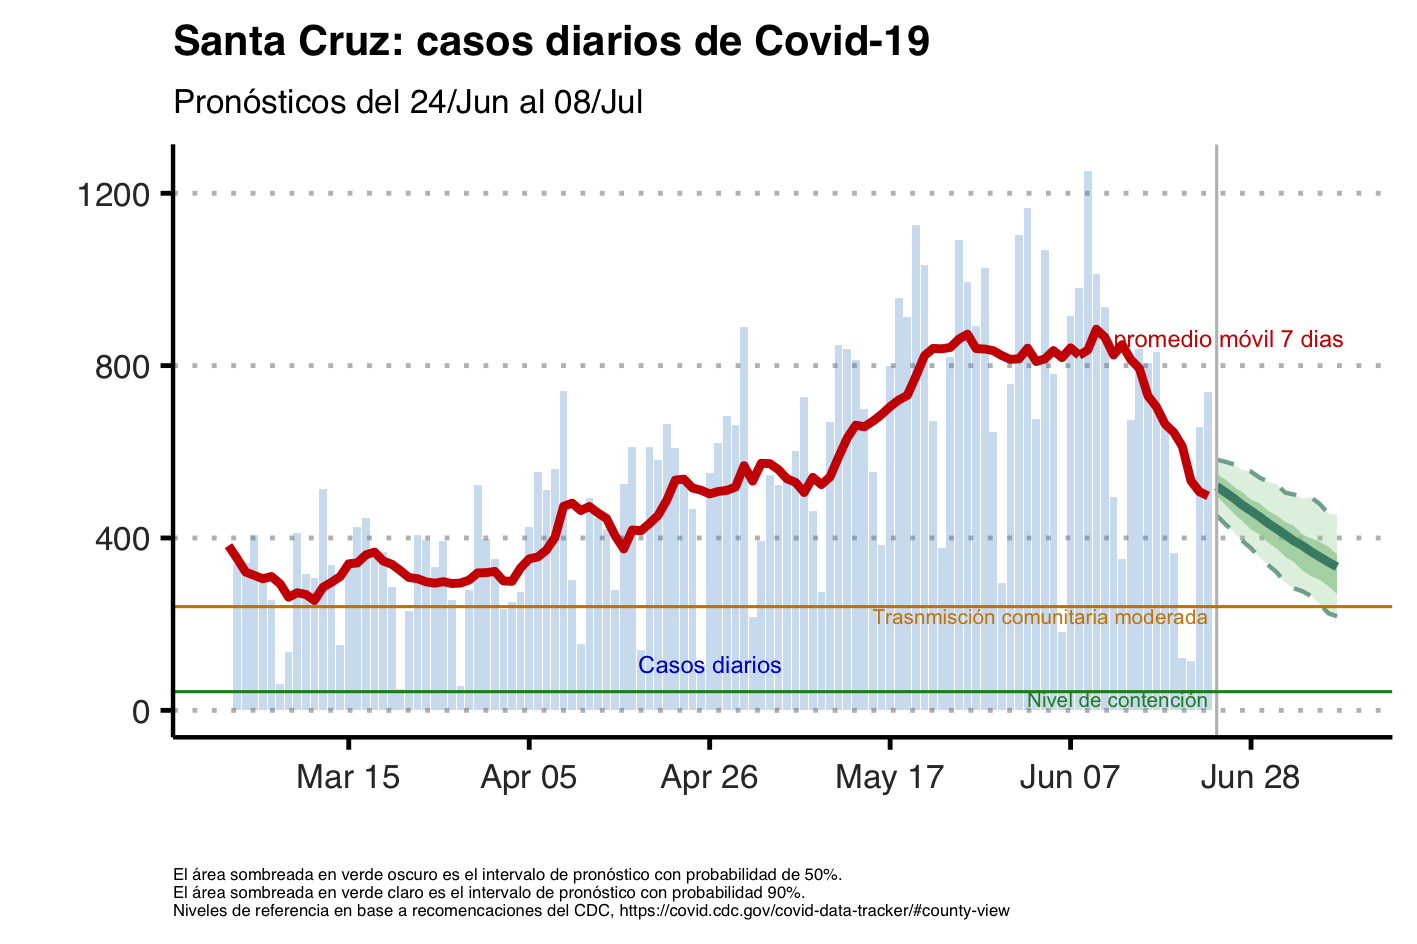 Santa Cruz: casos diarios de Covid-19
Pronósticos del 24/Jun al 08/Jul
1200
800
400
0
promedio móvil 7 dias
Trasnmisción comunitaria moderada
Casos diarios
Nivel de contención
Mar 15
Apr 05
Apr 26
May 17
Jun 07
Jun 28
El área sombreada en verde oscuro es el intervalo de pronóstico con probabilidad de 50%.
El área sombreada en verde claro es el intervalo de pronóstico con probabilidad 90%.
Niveles de referencia en base a recomencaciones del CDC, https://covid.cdc.gov/covid-data-tracker/#county-view